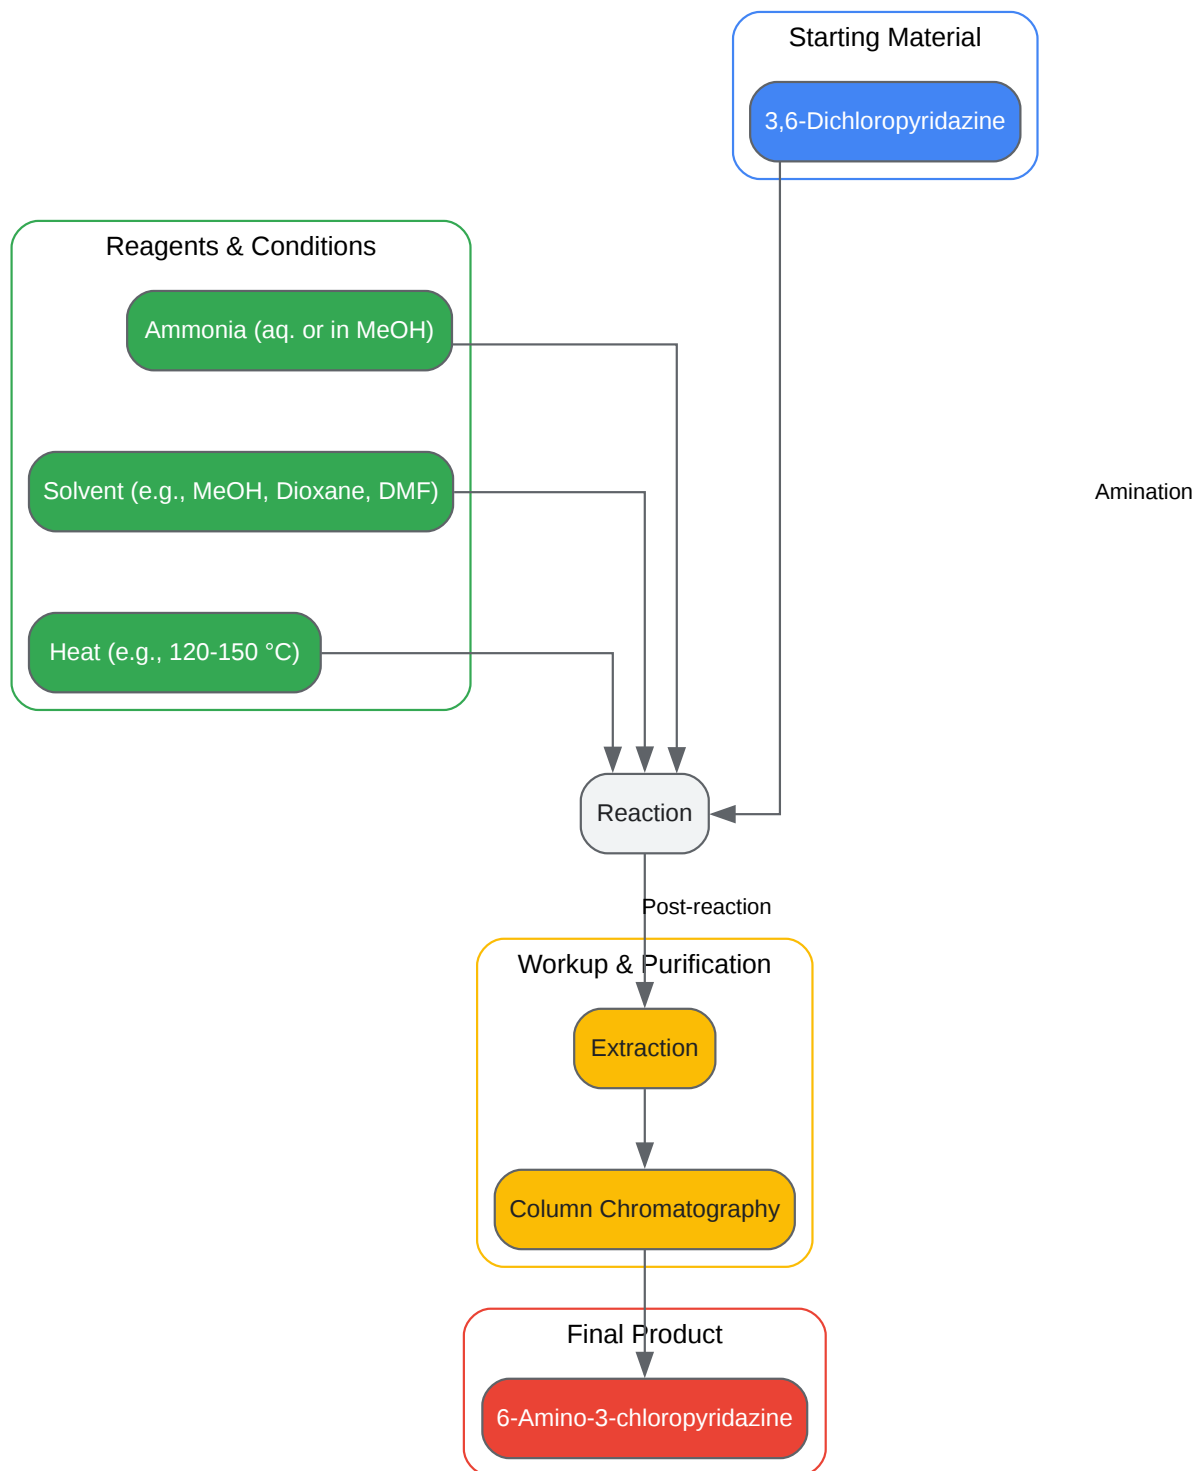 Starting Material
3,6-Dichloropyridazine
Reagents & Conditions
Ammonia (aq. or in MeOH)
Solvent (e.g., MeOH, Dioxane, DMF)
Amination
Heat (e.g., 120-150 °C)
Reaction
Post-reaction
Workup & Purification
Extraction
Column Chromatography
Final Product
6-Amino-3-chloropyridazine